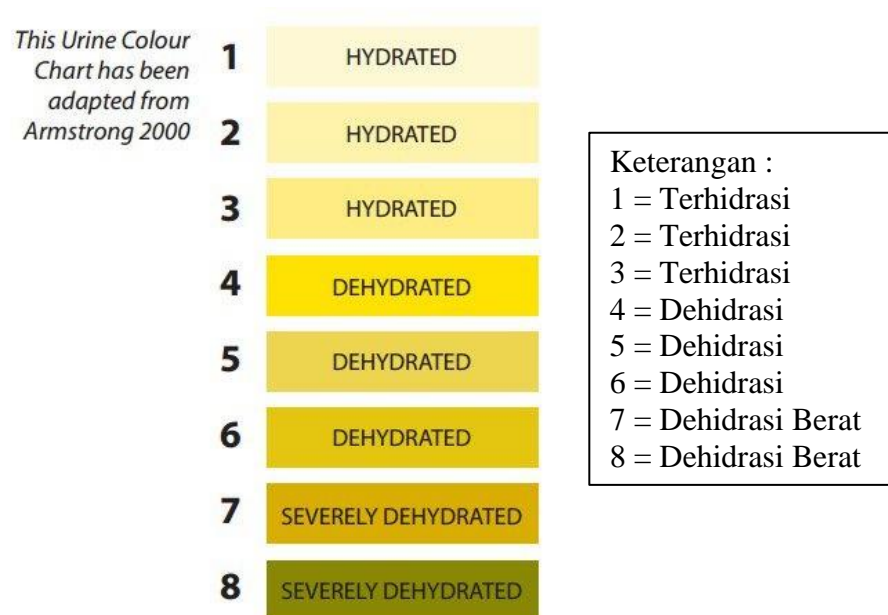 This Urine Colour
Chart has been
adapted from
Armstrong 2000
1 HYDRATED
2 HYDRATED
3 HYDRATED
4 DEHYDRATED
5 DEHYDRATED
6 DEHYDRATED
7 SEVERELY DEHYDRATED
8 SEVERELY DEHYDRATED
Keterangan :
1 = Terhidrasi
2 = Terhidrasi
3 = Terhidrasi
4 = Dehidrasi
5 = Dehidrasi
6 = Dehidrasi
7 = Dehidrasi Berat
8 = Dehidrasi Berat